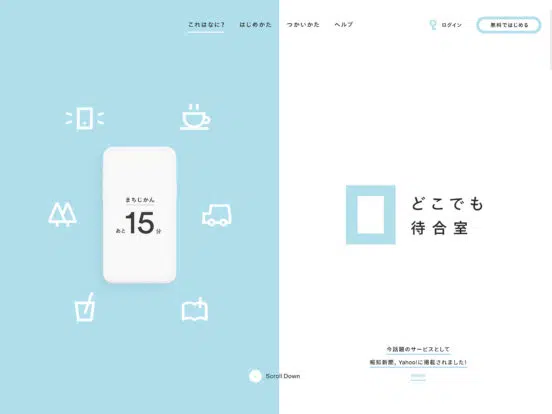 これはなに？
はじめかた
つかいかた
ヘルプ
ログイン
無料ではじめる
まちじかん
あと15分
どこでも
待合室
今話題のサービスとして
報知新聞、Yahoo!に掲載されました!
Scroll Down